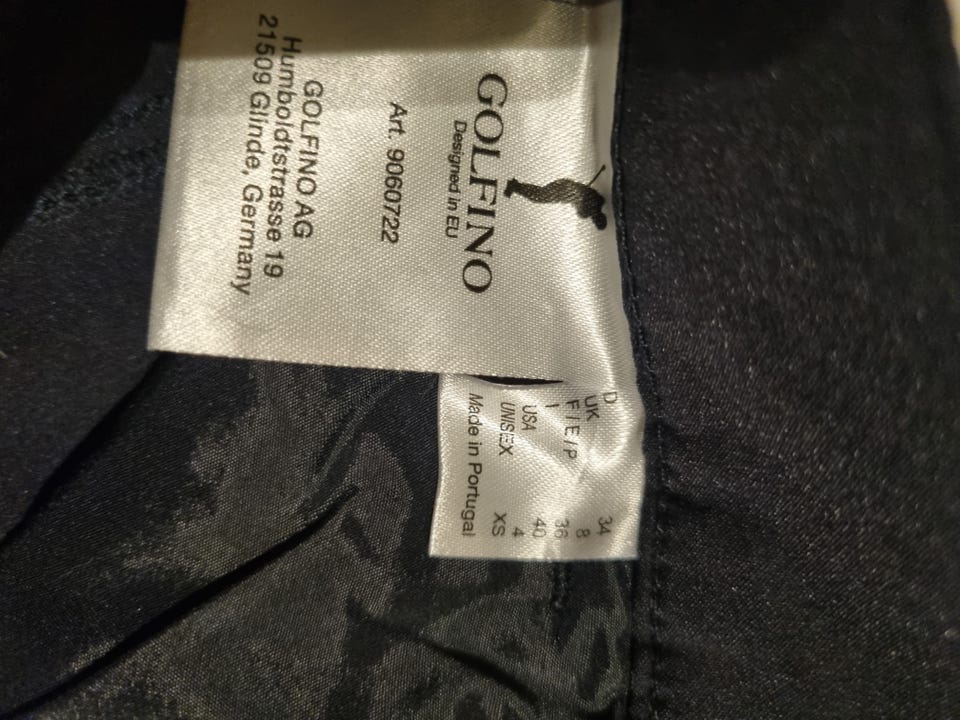 GOLFINO
Designed in EU
Art. 9060722
GOLFINO AG
Humboldtstrasse 19
21509 Glinde, Germany
D 34
UK 8
F/E/P 36
I 40
USA 4
UNISEX XS
Made in Portugal